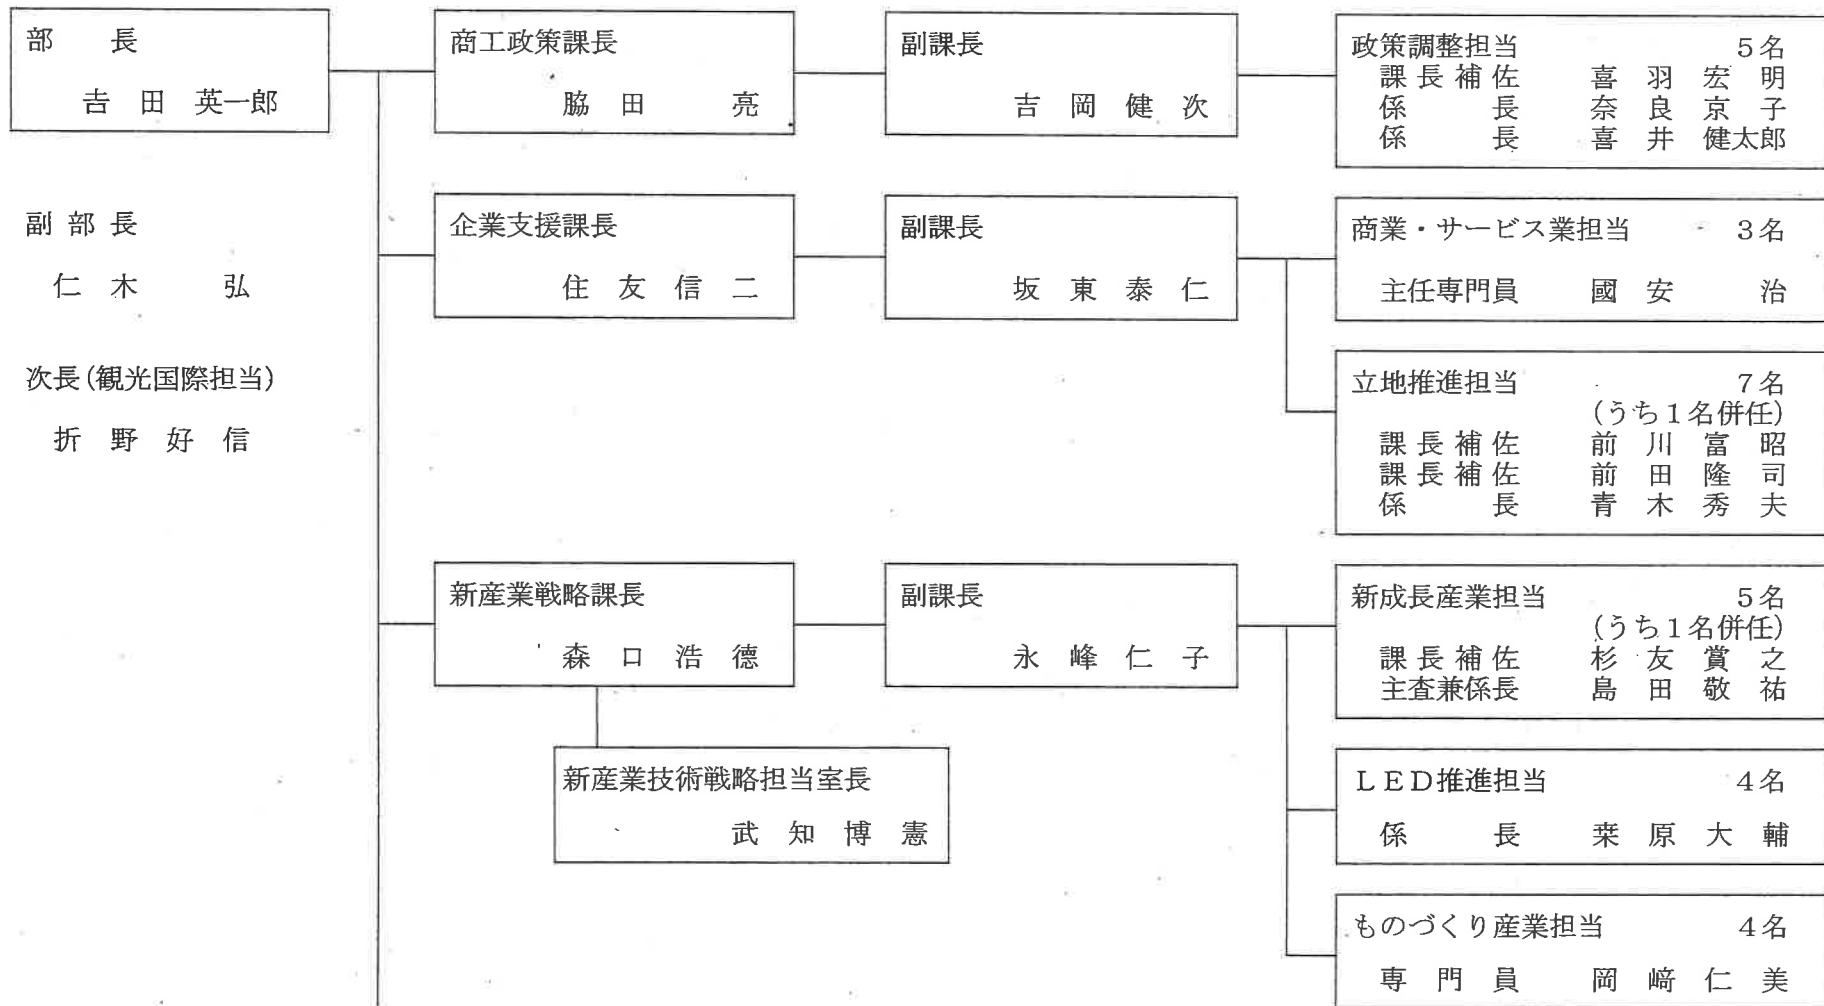 部　　長
吉　田　英一郎
副 部 長
仁　木　　　弘
次長(観光国際担当)
折　野　好　信
商工政策課長
脇　田　　　亮
副課長
吉　岡　健　次
政策調整担当　　　　　　　５名
課 長 補 佐　　喜　羽　宏　明
係　　　　長　　奈　良　京　子
係　　　　長　　喜　井　健太郎
企業支援課長
住　友　信　二
副課長
坂　東　泰　仁
商業・サービス業担当　　　３名
主任専門員　　國　安　　　治
立地推進担当　　　　　　　７名
(うち１名併任)
課 長 補 佐　　前　川　富　昭
課 長 補 佐　　前　田　隆　司
係　　　　長　　青　木　秀　夫
新産業戦略課長
森　口　浩　德
副課長
永　峰　仁　子
新成長産業担当　　　　　　５名
(うち１名併任)
課 長 補 佐　　杉　友　賞　之
主査兼係長　　島　田　敬　祐
新産業技術戦略担当室長
武　知　博　憲
ＬＥＤ推進担当　　　　　　４名
係　　　　長　　桒　原　大　輔
ものづくり産業担当　　　　４名
専　門　員　　岡　﨑　仁　美